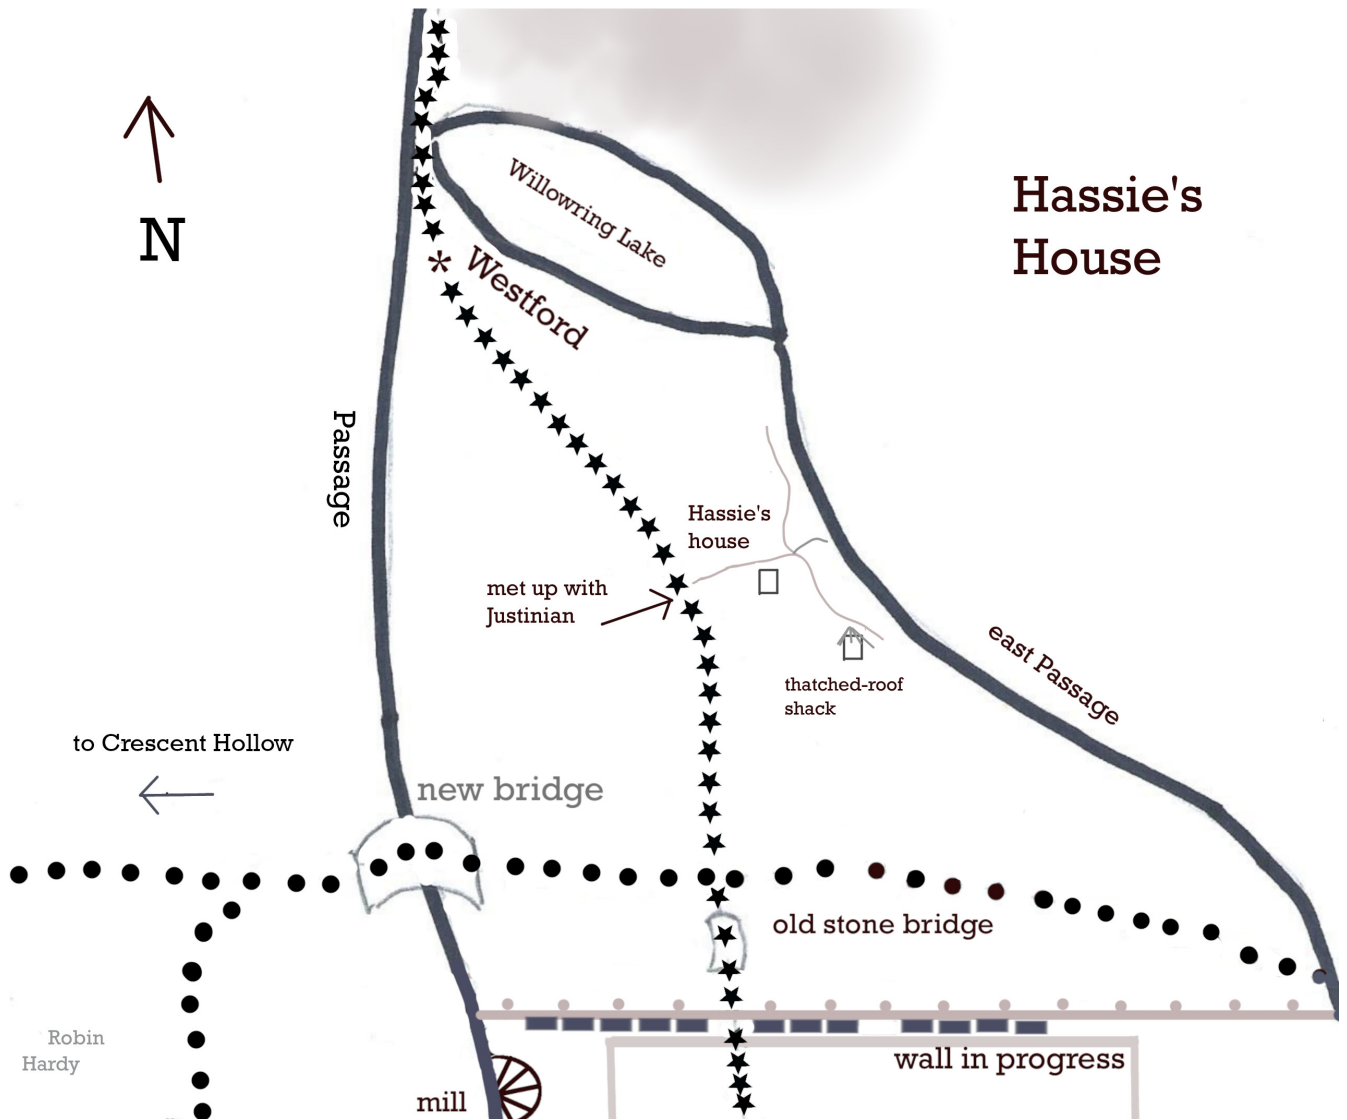 Hassie's
House
N
Willowring Lake
*
Westford
Passage
Hassie's
house
met up with
Justinian
east Passage
thatched-roof
shack
to Crescent Hollow
new bridge
old stone bridge
Robin
Hardy
wall in progress
mill